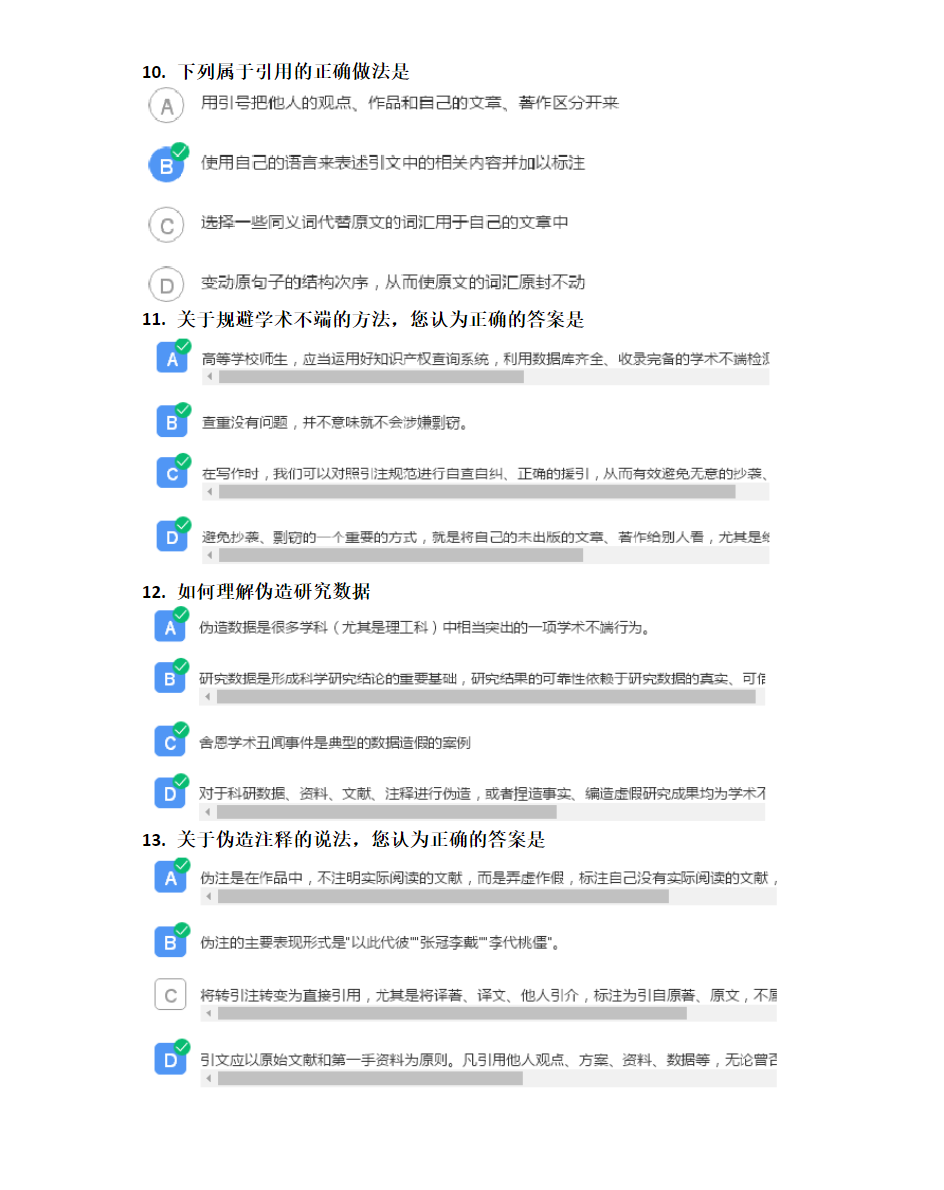 10. 下列属于引用的正确做法是
A 用引号把他人的观点、作品和自己的文章、著作区分开来
B 使用自己的语言来表述引文中的相关内容并加以标注
C 选择一些同义词代替原文的词汇用于自己的文章中
D 变动原句子的结构次序，从而使原文的词汇原封不动
11. 关于规避学术不端的方法，您认为正确的答案是
A 高等学校师生，应当运用好知识产权查询系统，利用数据库齐全、收录完备的学术不端检测
B 查重没有问题，并不意味就不会涉嫌剽窃。
C 在写作时，我们可以对照引注规范进行自查自纠、正确的援引，从而有效避免无意的抄袭、
D 避免抄袭、剽窃的一个重要的方式，就是将自己的未出版的文章、著作给别人看，尤其是
12. 如何理解伪造研究数据
A 伪造数据是很多学科（尤其是理工科）中相当突出的一项学术不端行为。
B 研究数据是形成科学研究结论的重要基础，研究结果的可靠性依赖于研究数据的真实、可信
C 舍恩学术丑闻事件是典型的数据造假的案例
D 对于科研数据、资料、文献、注释进行伪造，或者捏造事实、编造虚假研究成果均为学术不
13. 关于伪造注释的说法，您认为正确的答案是
A 伪注是在作品中，不注明实际阅读的文献，而是弄虚作假，标注自己没有实际阅读的文献，
B 伪注的主要表现形式是"以此代彼""张冠李戴""李代桃僵"。
C 将转引注转变为直接引用，尤其是将译著、译文、他人引介，标注为引自原著、原文，不属
D 引文应以原始文献和第一手资料为原则。凡引用他人观点、方案、资料、数据等，无论曾否